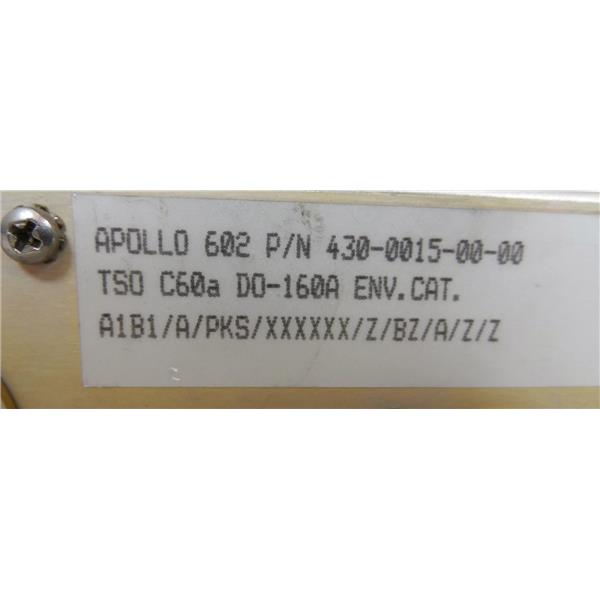 APOLLO 602 P/N 430-0015-00-00
TSO C60a DO-160A ENV.CAT.
A1B1/A/PKS/XXXXXX/Z/BZ/A/Z/Z